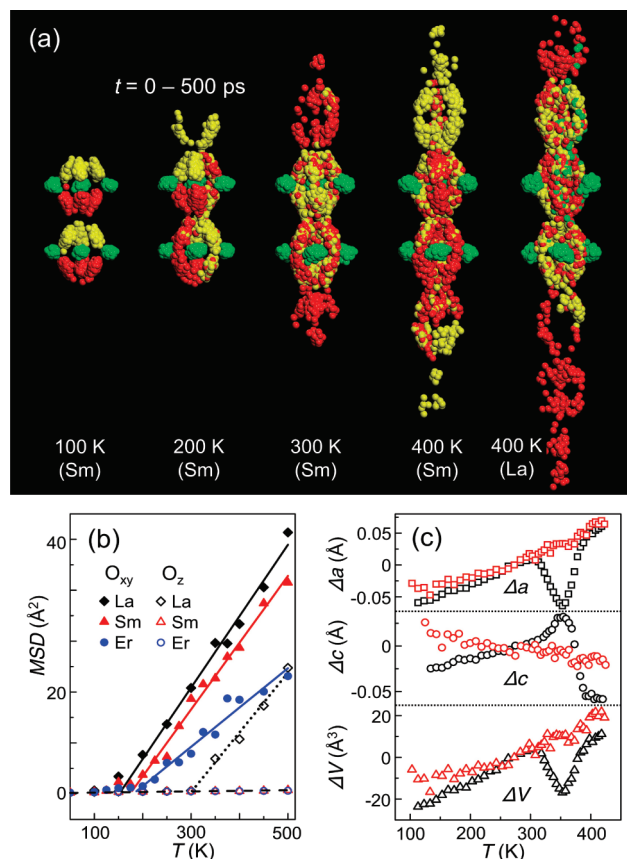 (a)
t = 0 – 500 ps
100 K 200 K 300 K 400 K 400 K
(Sm) (Sm) (Sm) (Sm) (La)
(b)
MSD (Å²)
40
20
0
Oxy Oz
La La
Sm Sm
Er Er
100 200 300 400 500
T (K)
(c)
Δa (Å)
0.05
0
-0.05
Δa
Δc (Å)
0
-0.05
Δc
ΔV (Å³)
20
0
-20
ΔV
100 200 300 400
T (K)